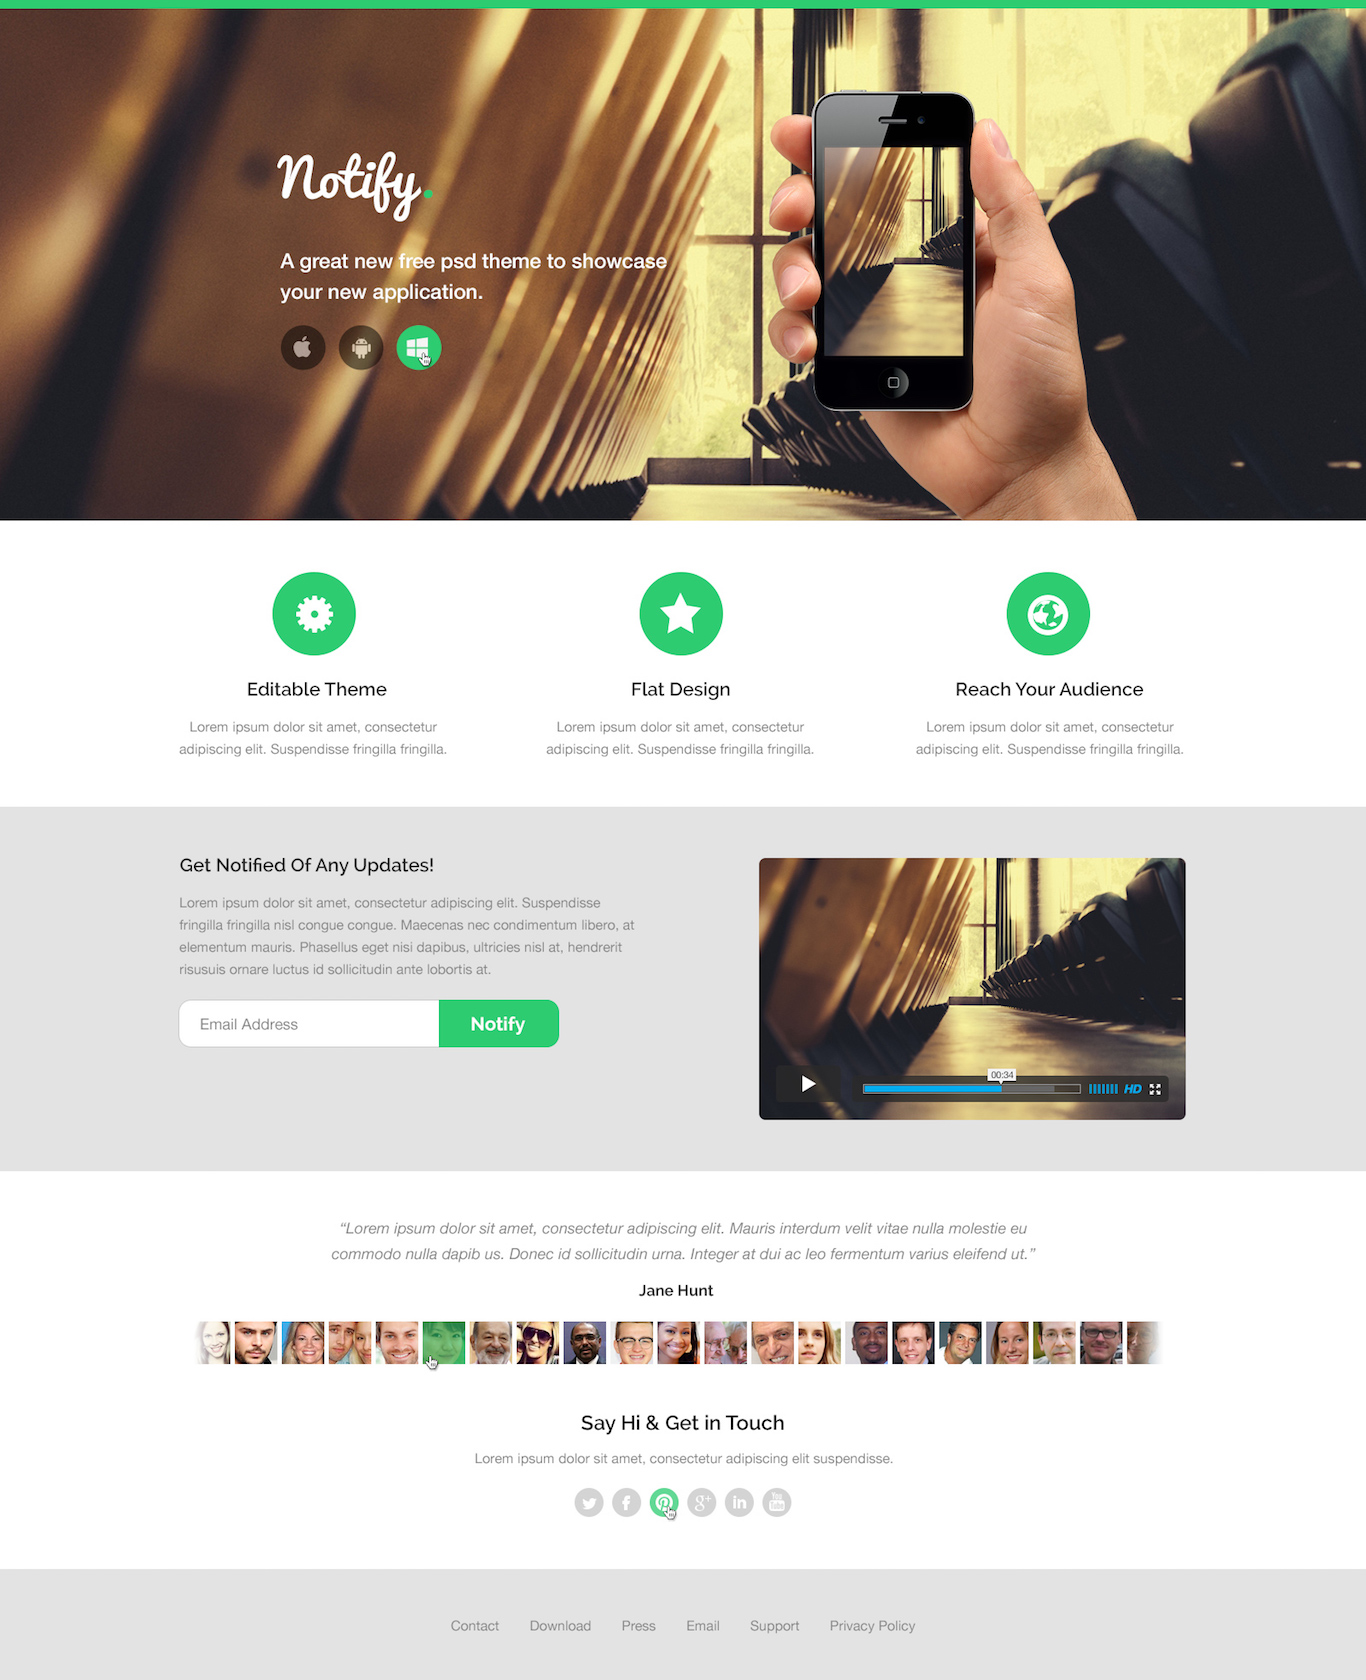 Notify.
A great new free psd theme to showcase
your new application.
Editable Theme
Lorem ipsum dolor sit amet, consectetur
adipiscing elit. Suspendisse fringilla fringilla.
Flat Design
Lorem ipsum dolor sit amet, consectetur
adipiscing elit. Suspendisse fringilla fringilla.
Reach Your Audience
Lorem ipsum dolor sit amet, consectetur
adipiscing elit. Suspendisse fringilla fringilla.
Get Notified Of Any Updates!
Lorem ipsum dolor sit amet, consectetur adipiscing elit. Suspendisse
fringilla fringilla nisl congue congue. Maecenas nec condimentum libero, at
elementum mauris. Phasellus eget nisi dapibus, ultricies nisl at, hendrerit
risusuis ornare luctus id sollicitudin ante lobortis at.
Email Address
Notify
00:34
HD
“Lorem ipsum dolor sit amet, consectetur adipiscing elit. Mauris interdum velit vitae nulla molestie eu
commodo nulla dapib us. Donec id sollicitudin urna. Integer at dui ac leo fermentum varius eleifend ut.”
Jane Hunt
Say Hi & Get in Touch
Lorem ipsum dolor sit amet, consectetur adipiscing elit suspendisse.
g+
in
You Tube
Contact Download Press Email Support Privacy Policy